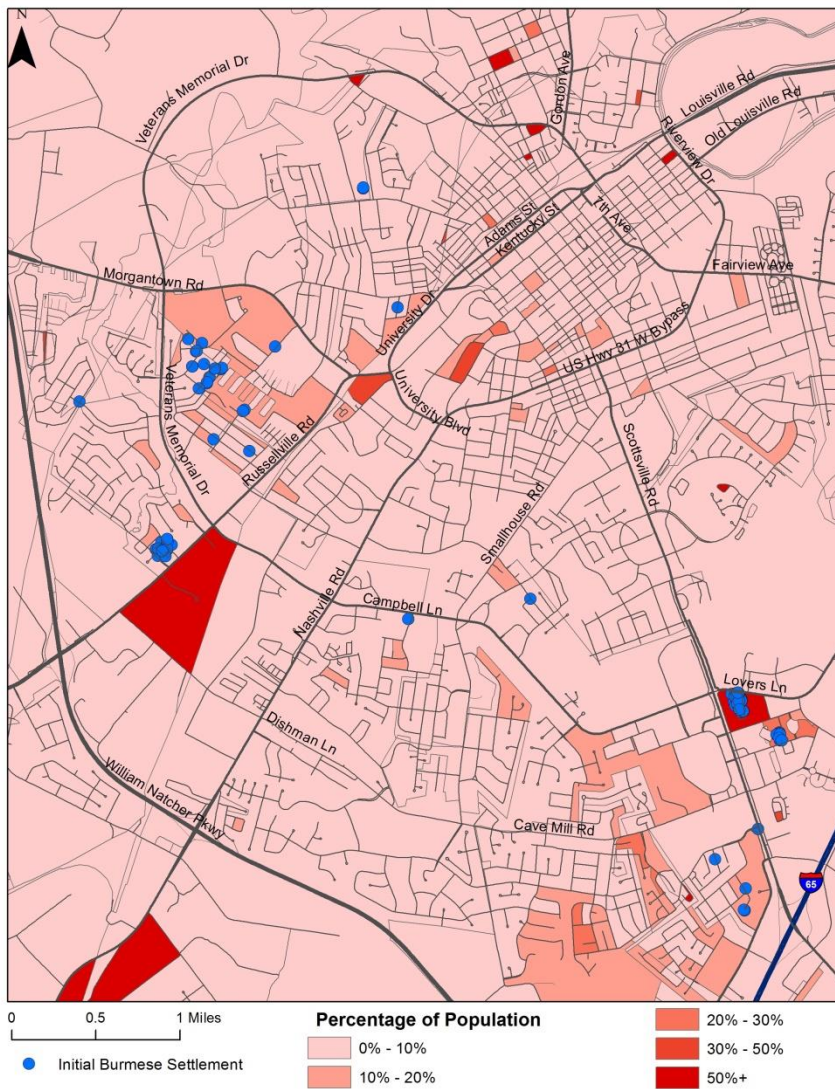 N
Veterans Memorial Dr
Gordon Ave
Louisville Rd
Old Louisville Rd
Riverview Dr
Adams St
Kentucky St
7th Ave
Fairview Ave
Morgantown Rd
University Dr
US Hwy 31 W Bypass
University Blvd
Veterans Memorial Dr
Russellville Rd
Scottsville Rd
Smallhouse Rd
Nashville Rd
Campbell Ln
Lovers Ln
Dishman Ln
William Natcher Pkwy
Cave Mill Rd
65
0 0.5 1 Miles
Initial Burmese Settlement
Percentage of Population
0% - 10%
10% - 20%
20% - 30%
30% - 50%
50%+